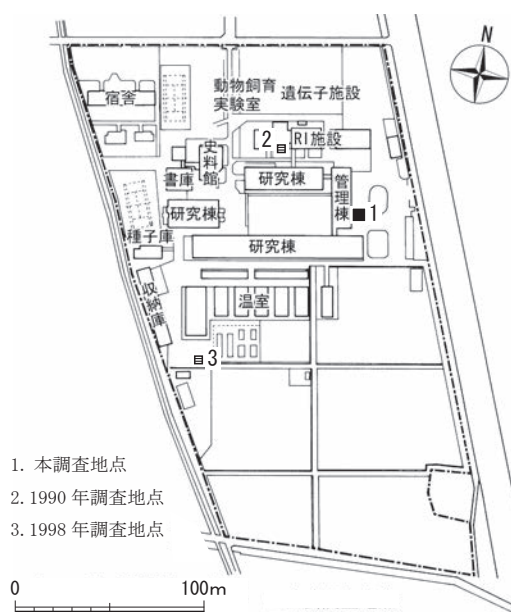 N
動物飼育
実験室
遺伝子施設
宿舎
2
RI施設
史料館
書庫
研究棟
管理棟
1
研究棟
種子庫
研究棟
収納庫
温室
3
1. 本調査地点
2. 1990 年調査地点
3. 1998 年調査地点
0
100m